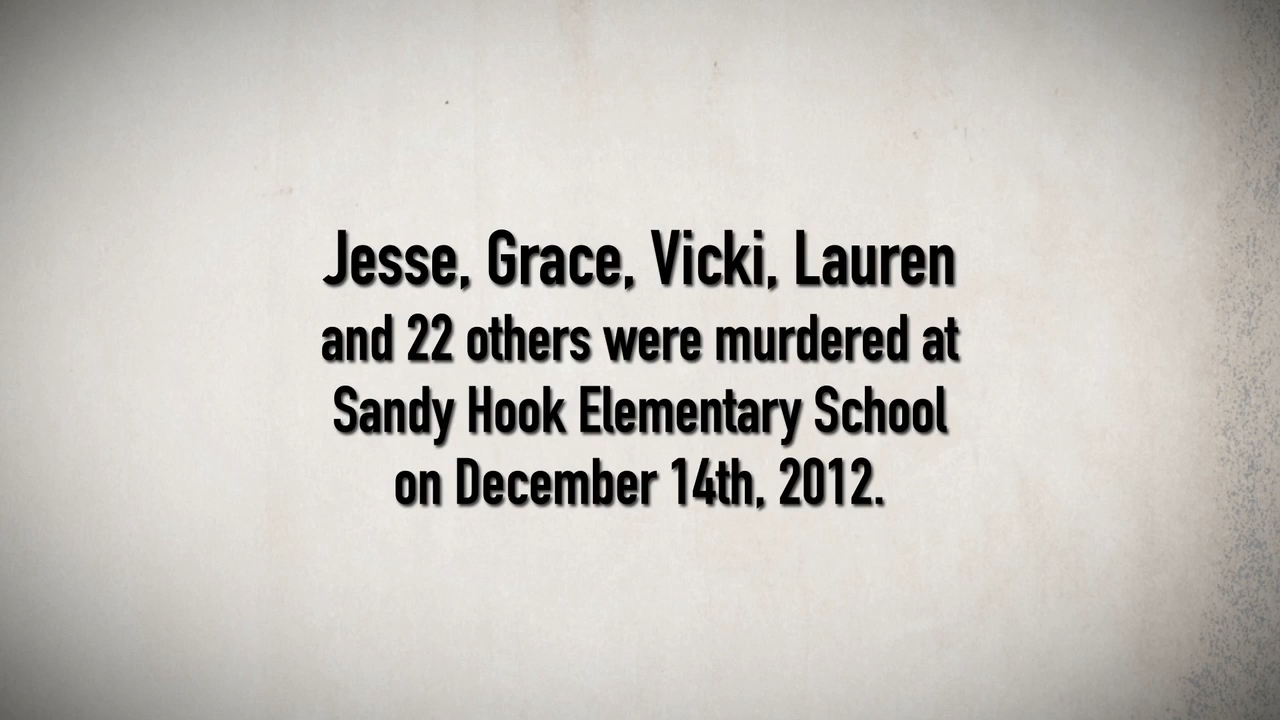 Jesse, Grace, Vicki, Lauren
and 22 others were murdered at
Sandy Hook Elementary School
on December 14th, 2012.